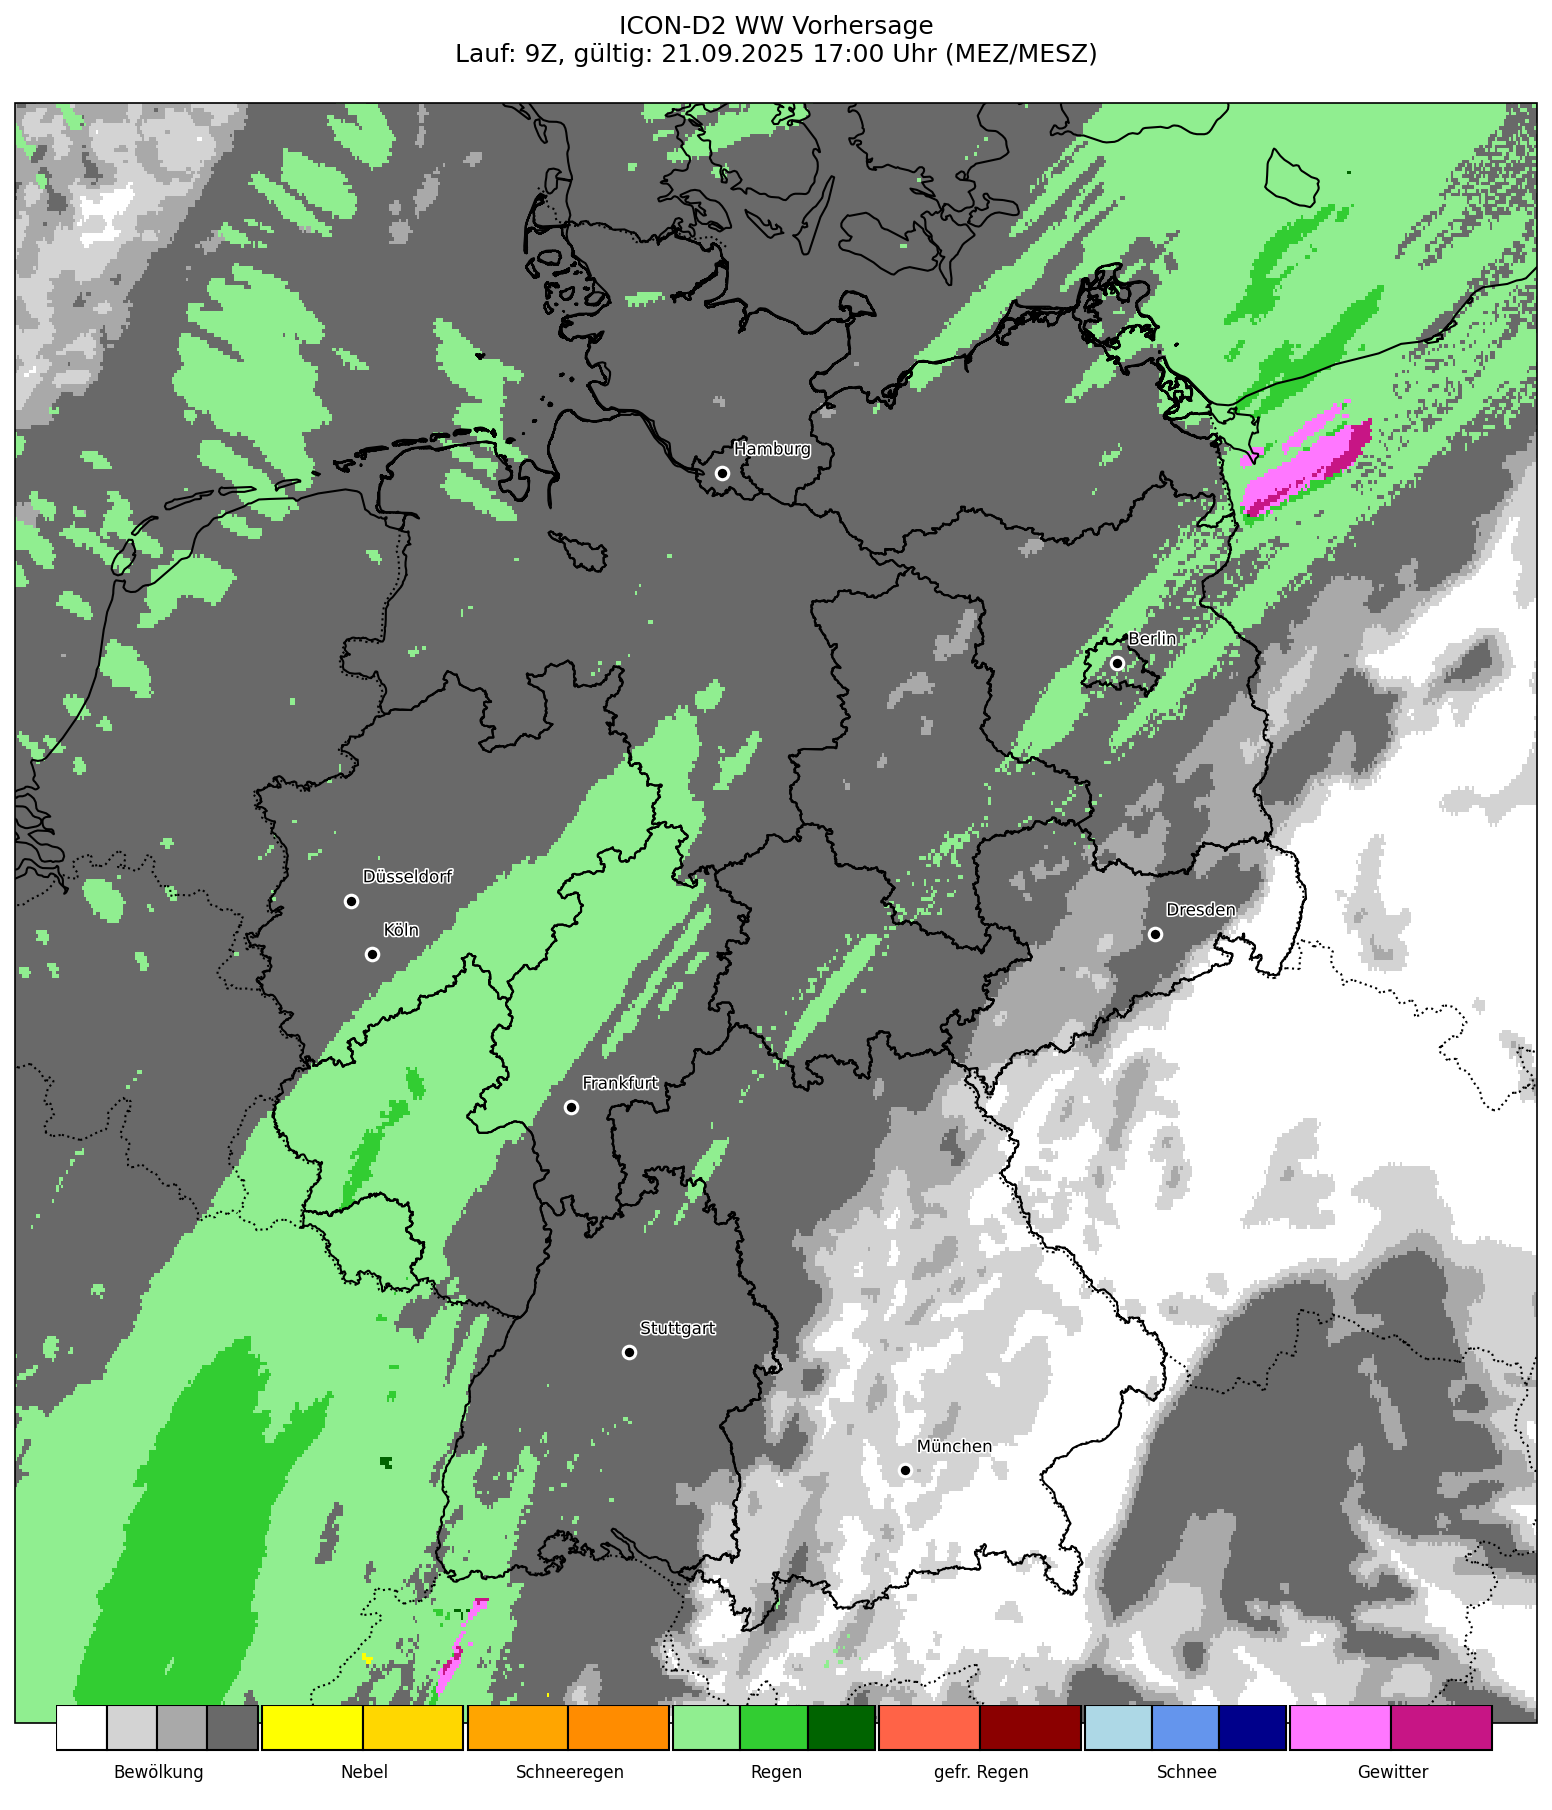 ICON-D2 WW Vorhersage
Lauf: 9Z, gültig: 21.09.2025 17:00 Uhr (MEZ/MESZ)
Hamburg
Berlin
Düsseldorf
Dresden
Köln
Frankfurt
Stuttgart
München
Bewölkung Nebel Schneeregen Regen gefr. Regen Schnee Gewitter